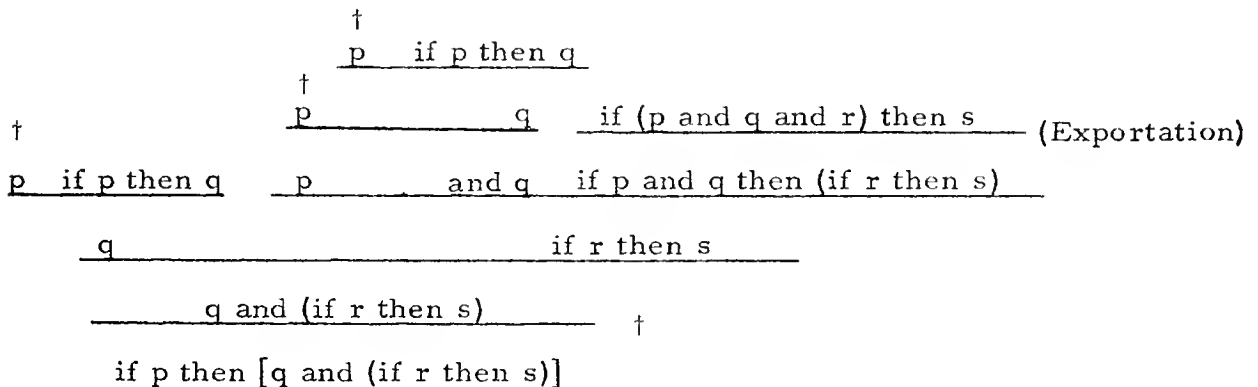 †
p if p then q
†
p q if (p and q and r) then s (Exportation)
†
p if p then q p and q if p and q then (if r then s)
q if r then s
q and (if r then s) †
if p then [q and (if r then s)]